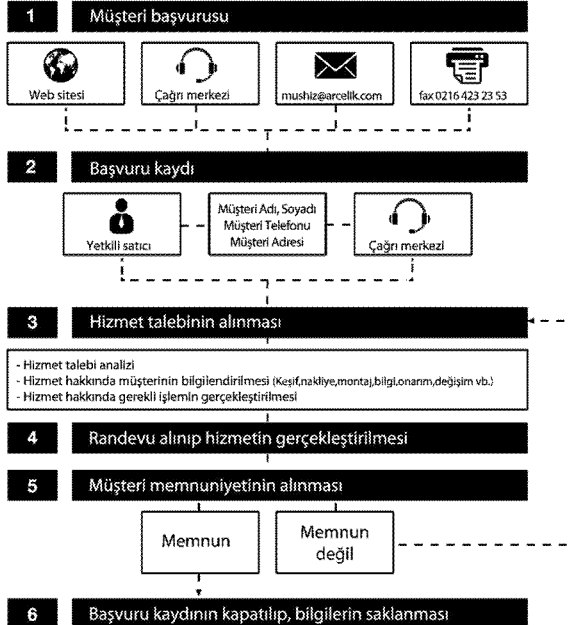 1 Müşteri başvurusu
Web sitesi
Çağrı merkezi
mushiz@arcelik.com
fax 0216 423 23 53
2 Başvuru kaydı
Yetkili satıcı
Müşteri Adı, Soyadı
Müşteri Telefonu
Müşteri Adresi
Çağrı merkezi
3 Hizmet talebinin alınması
- Hizmet talebi analizi
- Hizmet hakkında müşterinin bilgilendirilmesi (Keşif,nakliye,montaj,bilgi,onarım,değişim vb.)
- Hizmet hakkında gerekli işlemin gerçekleştirilmesi
4 Randevu alınıp hizmetin gerçekleştirilmesi
5 Müşteri memnuniyetinin alınması
Memnun
Memnun
değil
6 Başvuru kaydının kapatılıp, bilgilerin saklanması